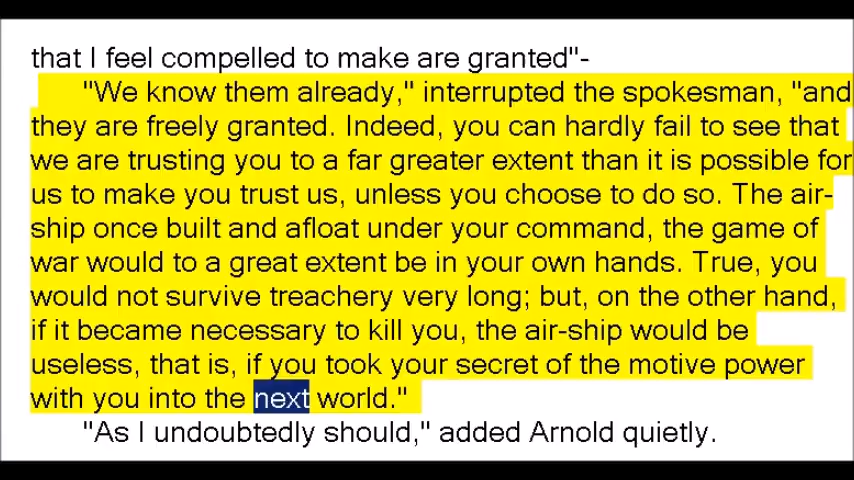 that I feel compelled to make are granted"-
"We know them already," interrupted the spokesman, "and
they are freely granted. Indeed, you can hardly fail to see that
we are trusting you to a far greater extent than it is possible for
us to make you trust us, unless you choose to do so. The air-
ship once built and afloat under your command, the game of
war would to a great extent be in your own hands. True, you
would not survive treachery very long; but, on the other hand,
if it became necessary to kill you, the air-ship would be
useless, that is, if you took your secret of the motive power
with you into the next world."
"As I undoubtedly should," added Arnold quietly.